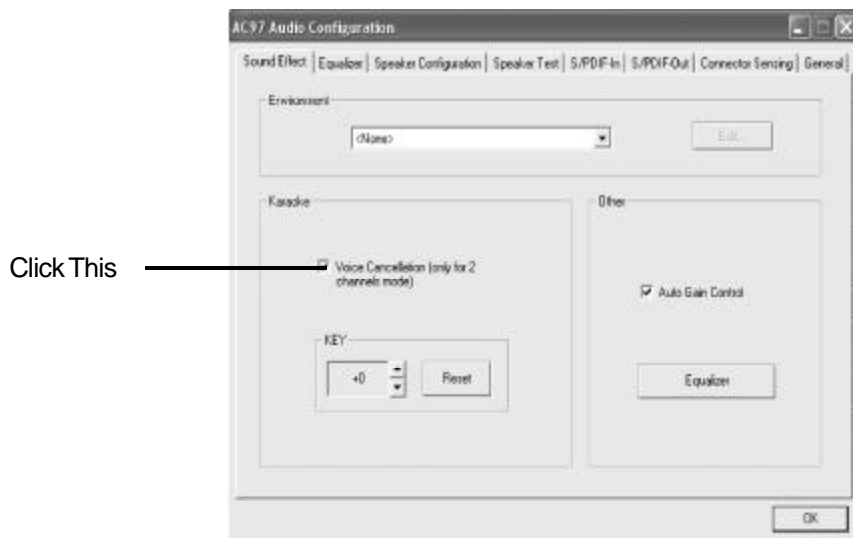 AC97 Audio Configuration
Sound Effect Equalizer Speaker Configuration Speaker Test S/PDIF-In S/PDIF-Out Connector Sensing General
Environment
<None> Edit...
Karaoke
Click This
Voice Cancellation (only for 2
channels mode)
KEY
+0 Reset
Other
Auto Gain Control
Equalizer
OK